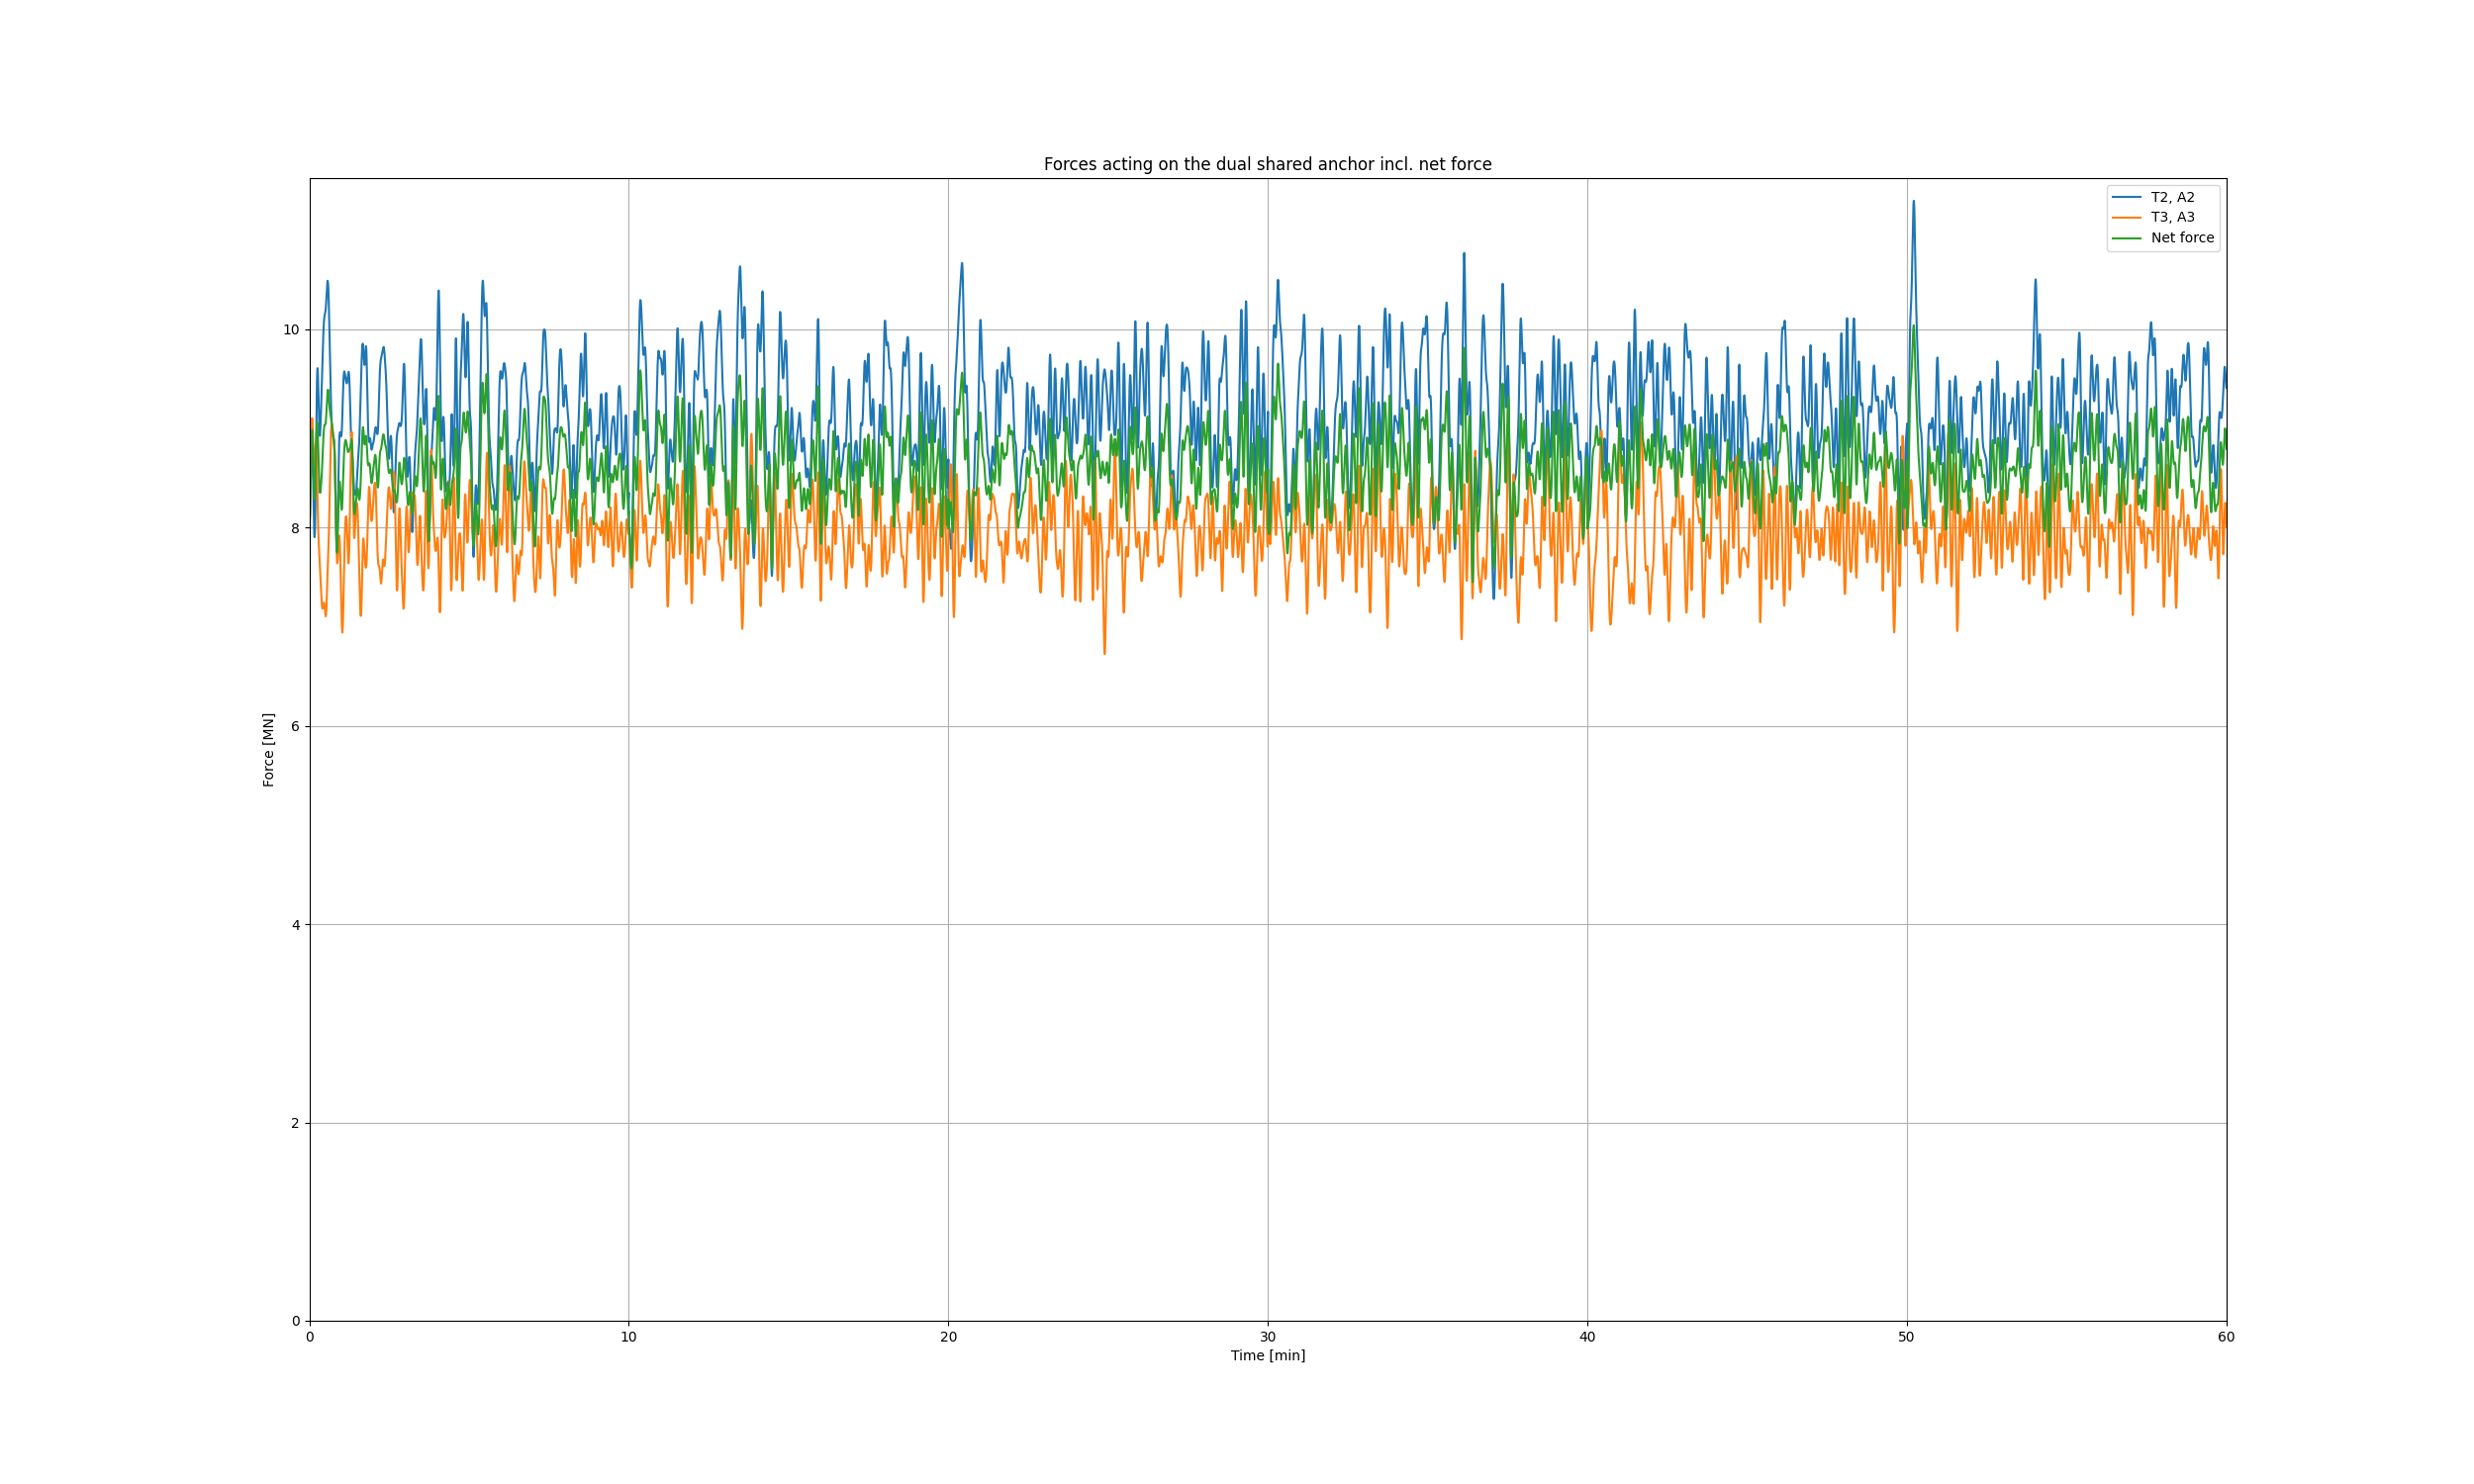 Forces acting on the dual shared anchor incl. net force
T2, A2
T3, A3
Net force
10
8
6
4
2
0
Force [MN]
0 10 20 30 40 50 60
Time [min]